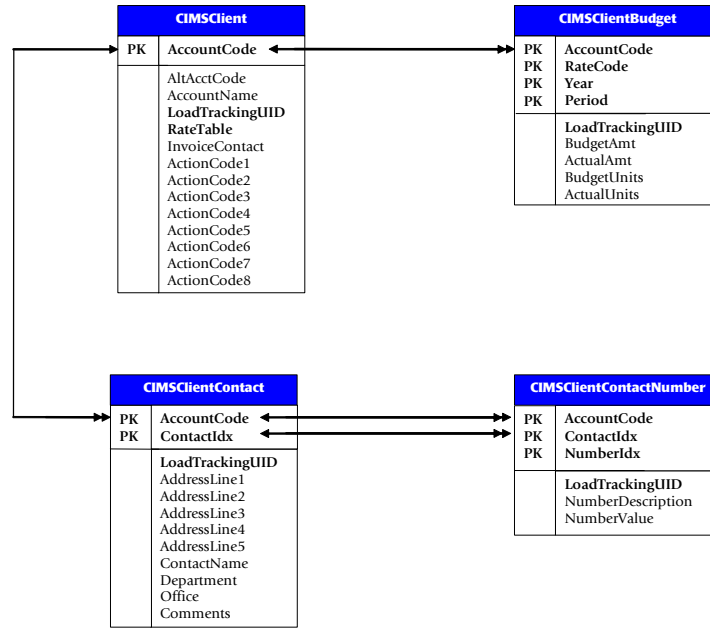 CIMSClient
PK AccountCode
AltAcctCode
AccountName
LoadTrackingUID
RateTable
InvoiceContact
ActionCode1
ActionCode2
ActionCode3
ActionCode4
ActionCode5
ActionCode6
ActionCode7
ActionCode8
CIMSClientBudget
PK AccountCode
PK RateCode
PK Year
PK Period
LoadTrackingUID
BudgetAmt
ActualAmt
BudgetUnits
ActualUnits
CIMSClientContact
PK AccountCode
PK ContactIdx
LoadTrackingUID
AddressLine1
AddressLine2
AddressLine3
AddressLine4
AddressLine5
ContactName
Department
Office
Comments
CIMSClientContactNumber
PK AccountCode
PK ContactIdx
PK NumberIdx
LoadTrackingUID
NumberDescription
NumberValue